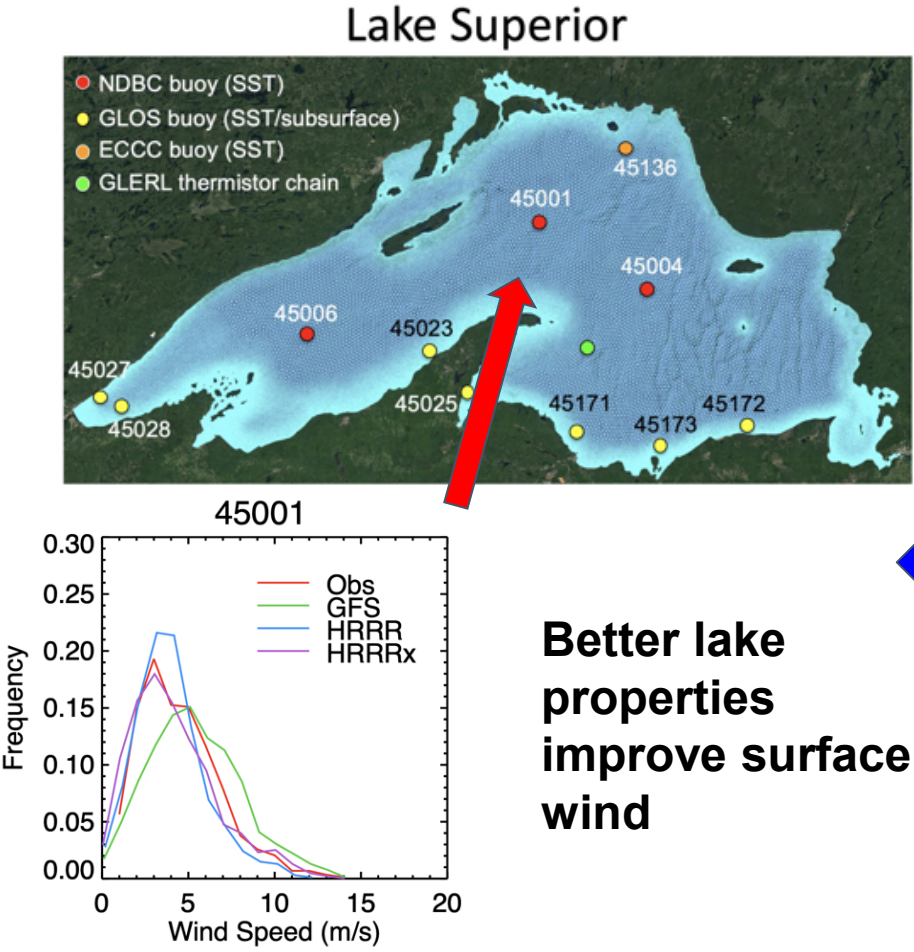 Lake Superior
NDBC buoy (SST)
GLOS buoy (SST/subsurface)
ECCC buoy (SST)
GLERL thermistor chain
45136
45001
45004
45006
45023
45027
45025
45028
45171
45172
45173
45001
0.30
0.25
0.20
0.15
0.10
0.05
0.00
Frequency
Obs
GFS
HRRR
HRRRx
0 5 10 15 20
Wind Speed (m/s)
Better lake
properties
improve surface
wind